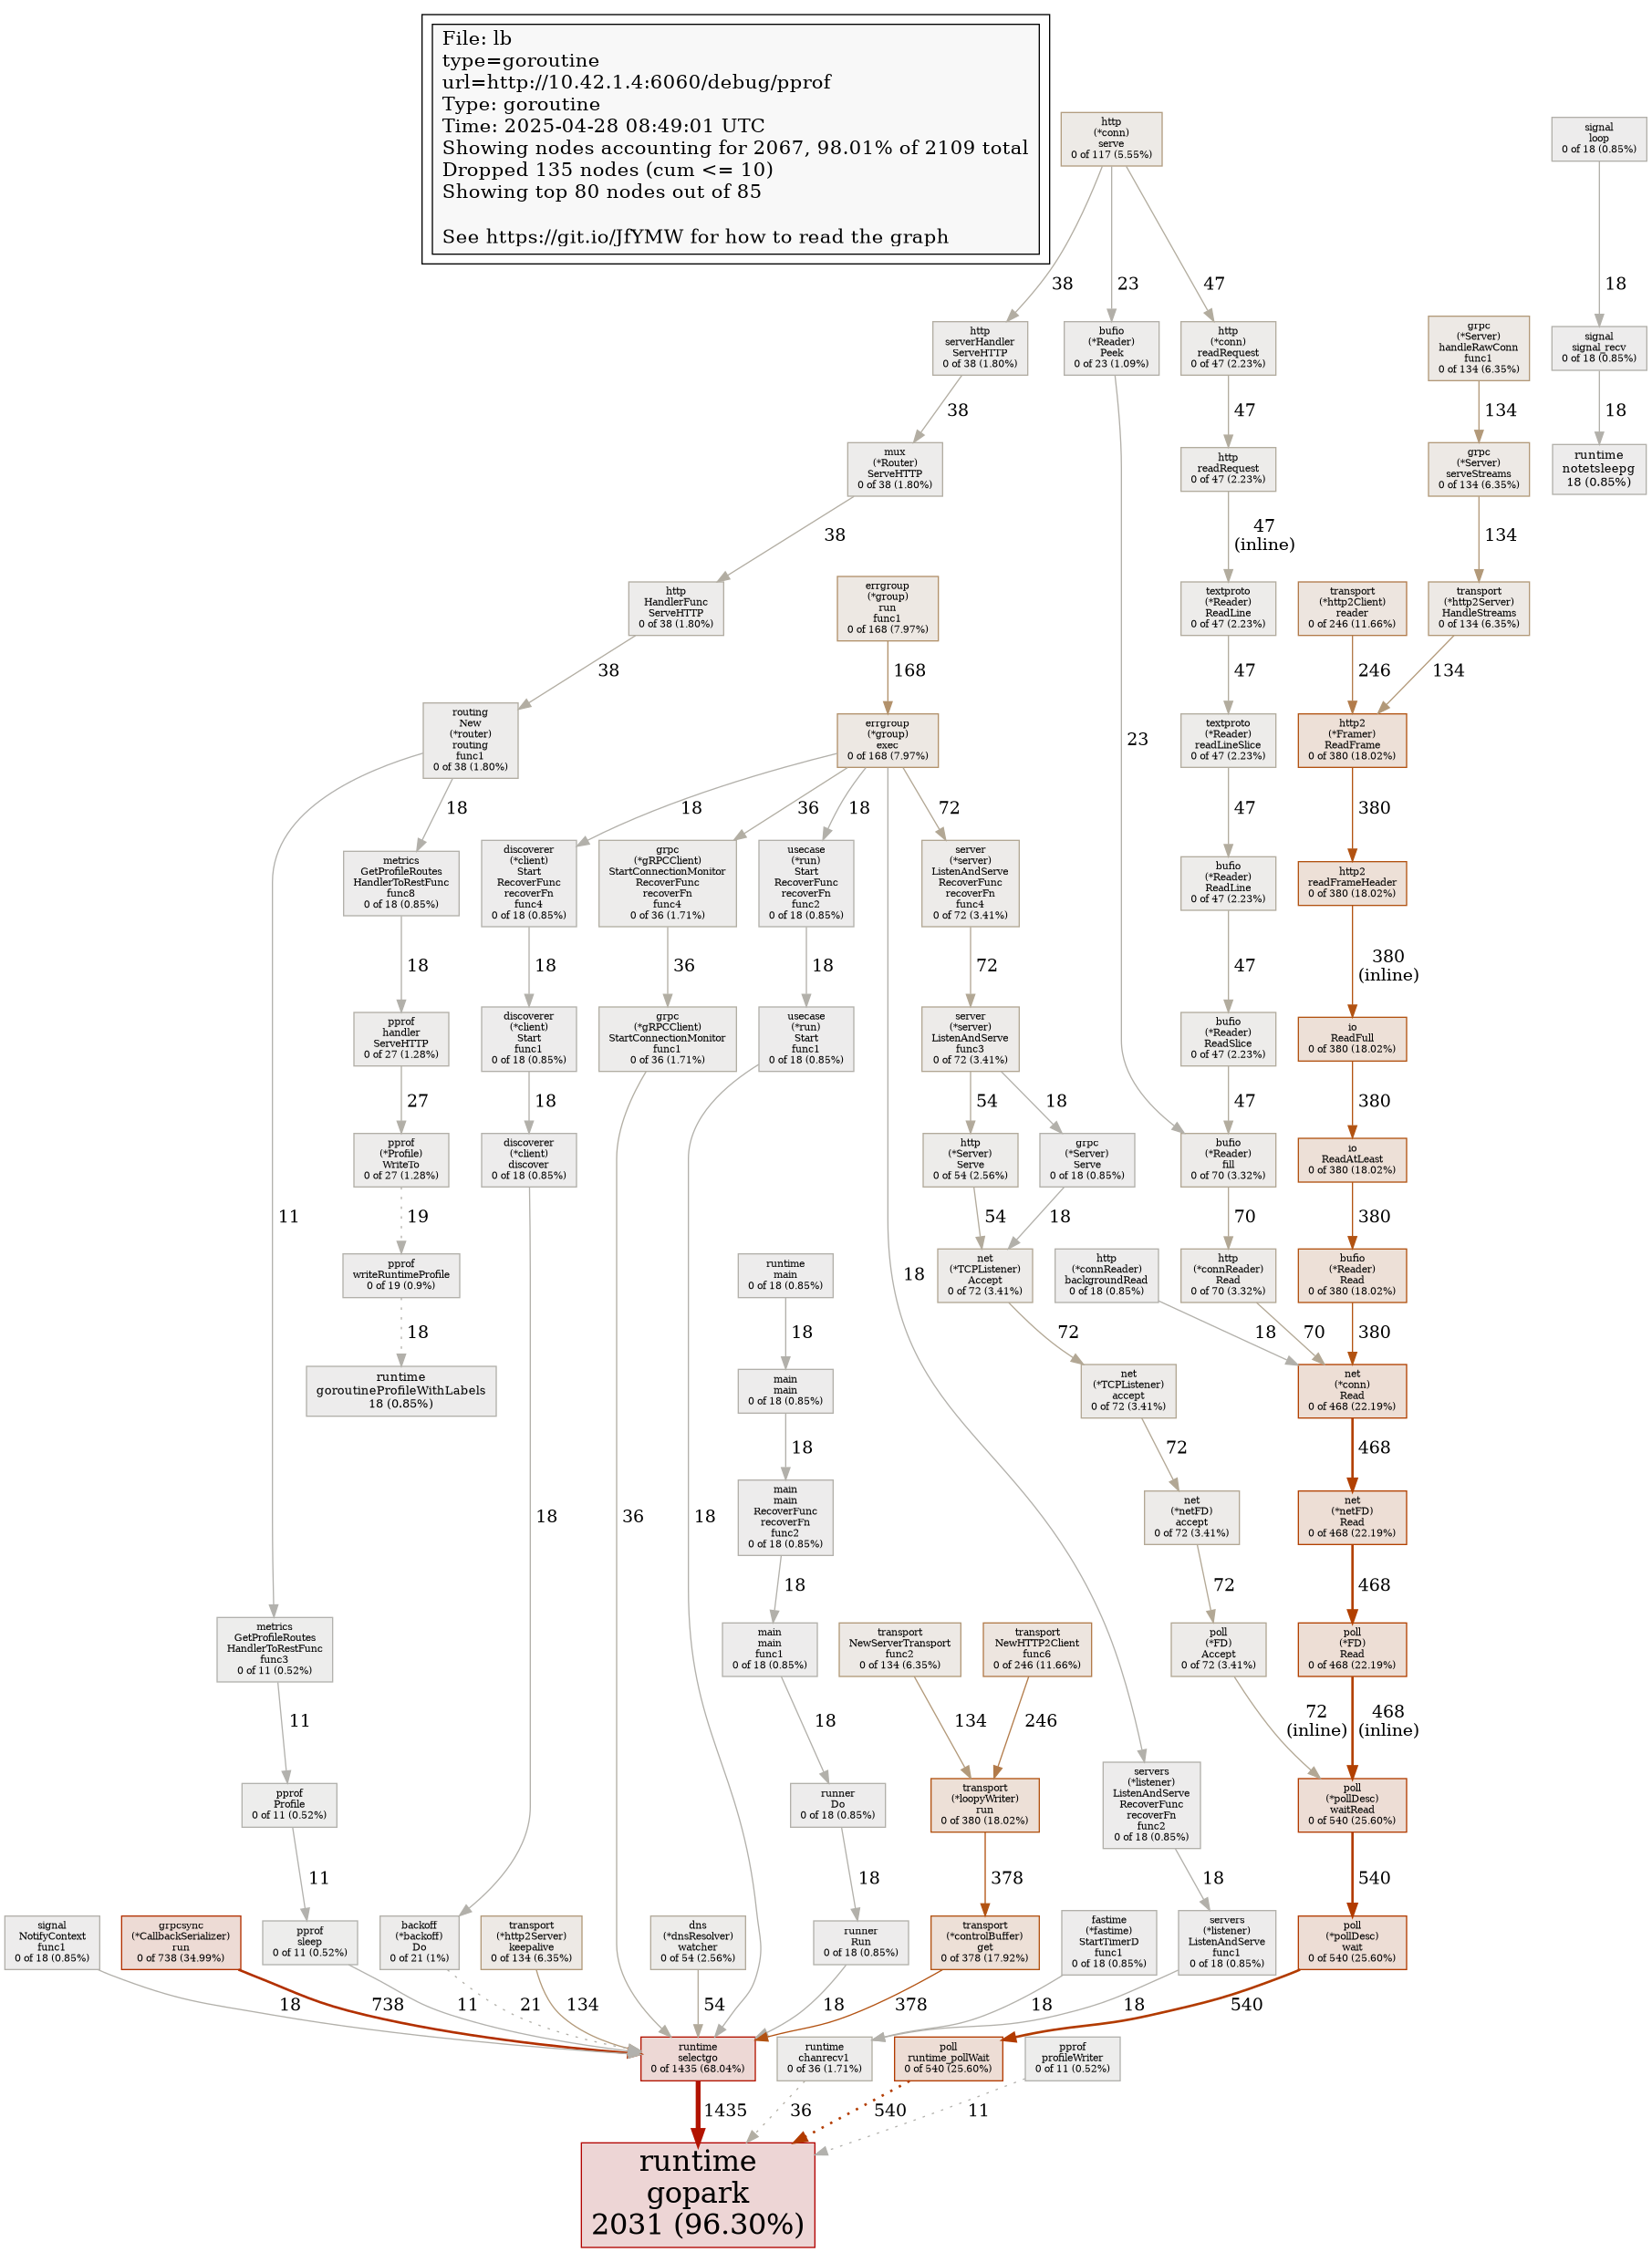 File: lb
type=goroutine
url=http://10.42.1.4:6060/debug/pprof
Type: goroutine
Time: 2025-04-28 08:49:01 UTC
Showing nodes accounting for 2067, 98.01% of 2109 total
Dropped 135 nodes (cum <= 10)
Showing top 80 nodes out of 85
See https://git.io/JfYMW for how to read the graph
http
(*conn)
serve
0 of 117 (5.55%)
signal
loop
0 of 18 (0.85%)
38
23
47
18
http
serverHandler
ServeHTTP
0 of 38 (1.80%)
bufio
(*Reader)
Peek
0 of 23 (1.09%)
http
(*conn)
readRequest
0 of 47 (2.23%)
grpc
(*Server)
handleRawConn
func1
0 of 134 (6.35%)
signal
signal_recv
0 of 18 (0.85%)
38
47
134
18
mux
(*Router)
ServeHTTP
0 of 38 (1.80%)
http
readRequest
0 of 47 (2.23%)
grpc
(*Server)
serveStreams
0 of 134 (6.35%)
runtime
notetsleepg
18 (0.85%)
38
47
(inline)
134
http
HandlerFunc
ServeHTTP
0 of 38 (1.80%)
errgroup
(*group)
run
func1
0 of 168 (7.97%)
textproto
(*Reader)
ReadLine
0 of 47 (2.23%)
transport
(*http2Client)
reader
0 of 246 (11.66%)
transport
(*http2Server)
HandleStreams
0 of 134 (6.35%)
38
168
47
246
134
routing
New
(*router)
routing
func1
0 of 38 (1.80%)
errgroup
(*group)
exec
0 of 168 (7.97%)
23
textproto
(*Reader)
readLineSlice
0 of 47 (2.23%)
http2
(*Framer)
ReadFrame
0 of 380 (18.02%)
18
18
36
18
72
47
380
metrics
GetProfileRoutes
HandlerToRestFunc
func8
0 of 18 (0.85%)
discoverer
(*client)
Start
RecoverFunc
recoverFn
func4
0 of 18 (0.85%)
grpc
(*gRPCClient)
StartConnectionMonitor
RecoverFunc
recoverFn
func4
0 of 36 (1.71%)
usecase
(*run)
Start
RecoverFunc
recoverFn
func2
0 of 18 (0.85%)
server
(*server)
ListenAndServe
RecoverFunc
recoverFn
func4
0 of 72 (3.41%)
bufio
(*Reader)
ReadLine
0 of 47 (2.23%)
http2
readFrameHeader
0 of 380 (18.02%)
18
18
36
18
72
47
380
(inline)
pprof
handler
ServeHTTP
0 of 27 (1.28%)
discoverer
(*client)
Start
func1
0 of 18 (0.85%)
grpc
(*gRPCClient)
StartConnectionMonitor
func1
0 of 36 (1.71%)
usecase
(*run)
Start
func1
0 of 18 (0.85%)
server
(*server)
ListenAndServe
func3
0 of 72 (3.41%)
bufio
(*Reader)
ReadSlice
0 of 47 (2.23%)
io
ReadFull
0 of 380 (18.02%)
27
18
54
18
47
380
pprof
(*Profile)
WriteTo
0 of 27 (1.28%)
discoverer
(*client)
discover
0 of 18 (0.85%)
http
(*Server)
Serve
0 of 54 (2.56%)
grpc
(*Server)
Serve
0 of 18 (0.85%)
bufio
(*Reader)
fill
0 of 70 (3.32%)
io
ReadAtLeast
0 of 380 (18.02%)
11
19
54
18
70
380
pprof
writeRuntimeProfile
0 of 19 (0.9%)
runtime
main
0 of 18 (0.85%)
18
net
(*TCPListener)
Accept
0 of 72 (3.41%)
http
(*connReader)
backgroundRead
0 of 18 (0.85%)
http
(*connReader)
Read
0 of 70 (3.32%)
bufio
(*Reader)
Read
0 of 380 (18.02%)
18
18
72
18
70
380
runtime
goroutineProfileWithLabels
18 (0.85%)
main
main
0 of 18 (0.85%)
net
(*TCPListener)
accept
0 of 72 (3.41%)
net
(*conn)
Read
0 of 468 (22.19%)
18
72
468
18
36
18
main
main
RecoverFunc
recoverFn
func2
0 of 18 (0.85%)
net
(*netFD)
accept
0 of 72 (3.41%)
net
(*netFD)
Read
0 of 468 (22.19%)
18
72
468
metrics
GetProfileRoutes
HandlerToRestFunc
func3
0 of 11 (0.52%)
main
main
func1
0 of 18 (0.85%)
transport
NewServerTransport
func2
0 of 134 (6.35%)
transport
NewHTTP2Client
func6
0 of 246 (11.66%)
poll
(*FD)
Accept
0 of 72 (3.41%)
poll
(*FD)
Read
0 of 468 (22.19%)
11
18
134
246
72
(inline)
468
(inline)
pprof
Profile
0 of 11 (0.52%)
runner
Do
0 of 18 (0.85%)
transport
(*loopyWriter)
run
0 of 380 (18.02%)
servers
(*listener)
ListenAndServe
RecoverFunc
recoverFn
func2
0 of 18 (0.85%)
poll
(*pollDesc)
waitRead
0 of 540 (25.60%)
11
18
378
18
540
signal
NotifyContext
func1
0 of 18 (0.85%)
grpcsync
(*CallbackSerializer)
run
0 of 738 (34.99%)
pprof
sleep
0 of 11 (0.52%)
backoff
(*backoff)
Do
0 of 21 (1%)
transport
(*http2Server)
keepalive
0 of 134 (6.35%)
dns
(*dnsResolver)
watcher
0 of 54 (2.56%)
runner
Run
0 of 18 (0.85%)
transport
(*controlBuffer)
get
0 of 378 (17.92%)
fastime
(*fastime)
StartTimerD
func1
0 of 18 (0.85%)
servers
(*listener)
ListenAndServe
func1
0 of 18 (0.85%)
poll
(*pollDesc)
wait
0 of 540 (25.60%)
18
738
11
21
134
54
18
378
18
18
540
runtime
selectgo
0 of 1435 (68.04%)
runtime
chanrecv1
0 of 36 (1.71%)
poll
runtime_pollWait
0 of 540 (25.60%)
pprof
profileWriter
0 of 11 (0.52%)
1435
36
540
11
runtime
gopark
2031 (96.30%)